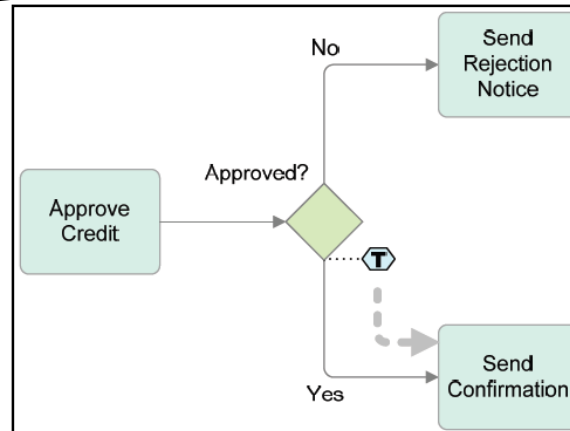 No
Send
Rejection
Notice
Approved?
Approve
Credit
T
Yes
Send
Confirmation